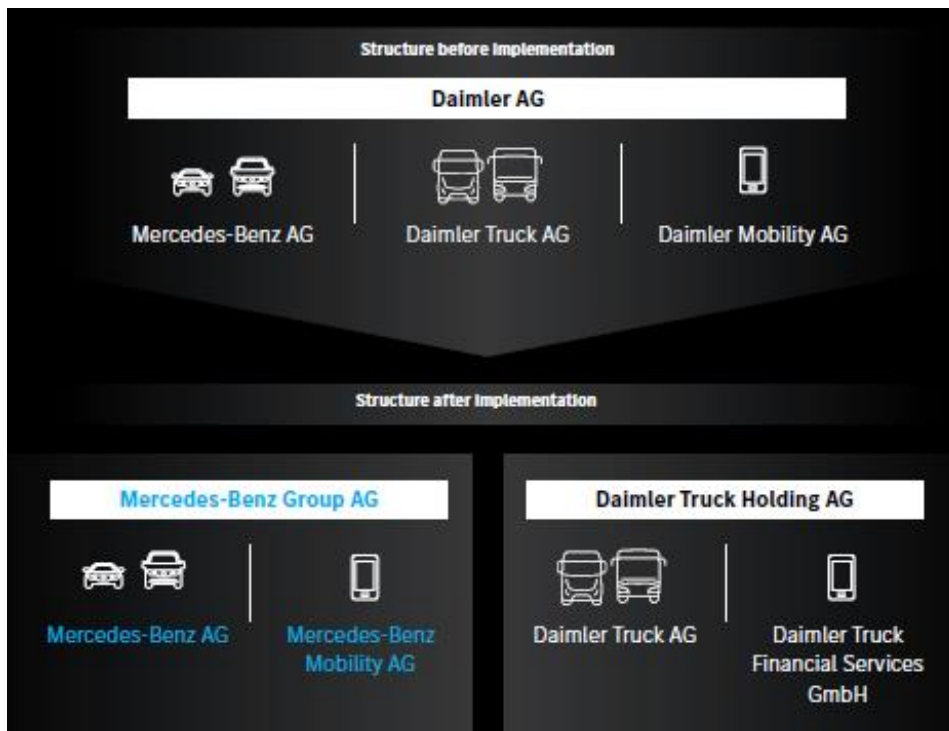 Structure before implementation
Daimler AG
Mercedes-Benz AG
Daimler Truck AG
Daimler Mobility AG
Structure after implementation
Mercedes-Benz Group AG
Mercedes-Benz AG
Mercedes-Benz
Mobility AG
Daimler Truck Holding AG
Daimler Truck AG
Daimler Truck
Financial Services
GmbH